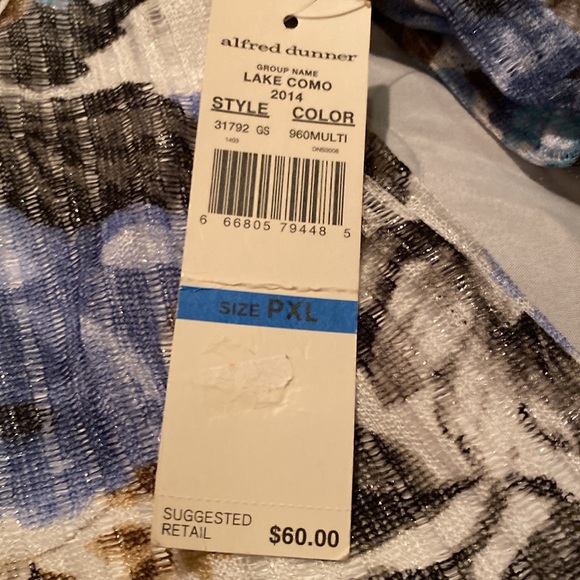 alfred dunner
GROUP NAME
LAKE COMO
2014
STYLE COLOR
31792 GS 960MULTI
1465
6 66805 79448 5
SIZE PXL
SUGGESTED
RETAIL $60.00